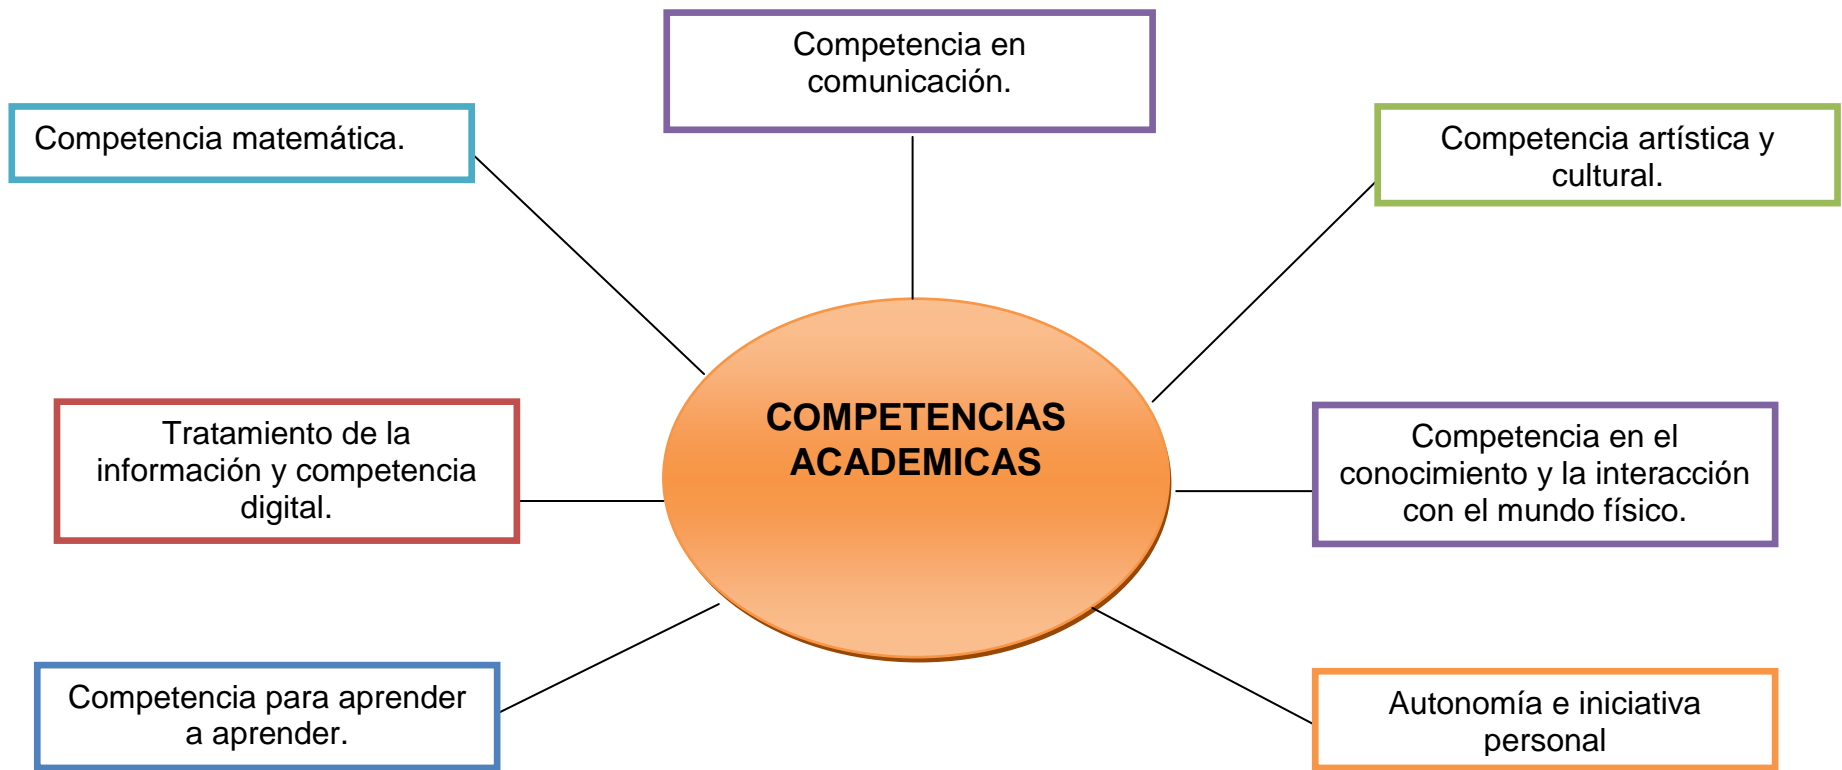 Competencia en
comunicación.
Competencia matemática.
Competencia artística y
cultural.
COMPETENCIAS
ACADEMICAS
Tratamiento de la
información y competencia
digital.
Competencia en el
conocimiento y la interacción
con el mundo físico.
Competencia para aprender
a aprender.
Autonomía e iniciativa
personal